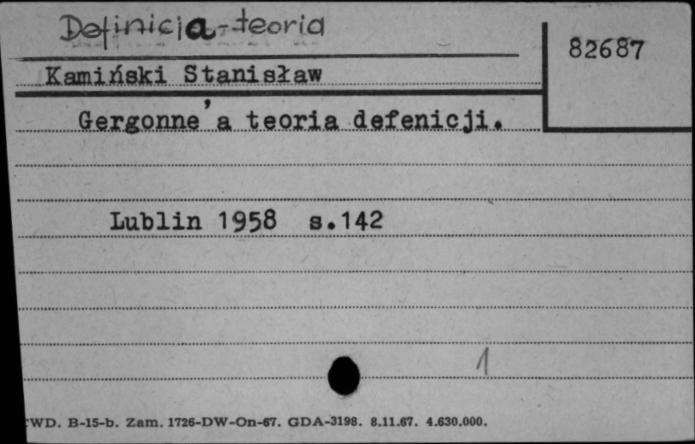 Definicja-teoria
82687
Kamiński Stanisław
Gergonne'a teoria defenicji.
Lublin 1958 s.142
1
WD. B-15-b. Zam. 1726-DW-On-67. GDA-3198. 8.11.67. 4.630.000.